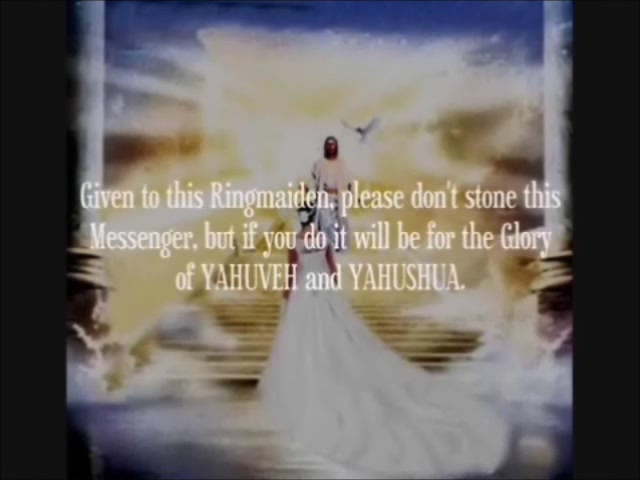 Given to this Ringmaiden, please don't stone this
Messenger, but if you do it will be for the Glory
of YAHUVEH and YAHUSHUA.